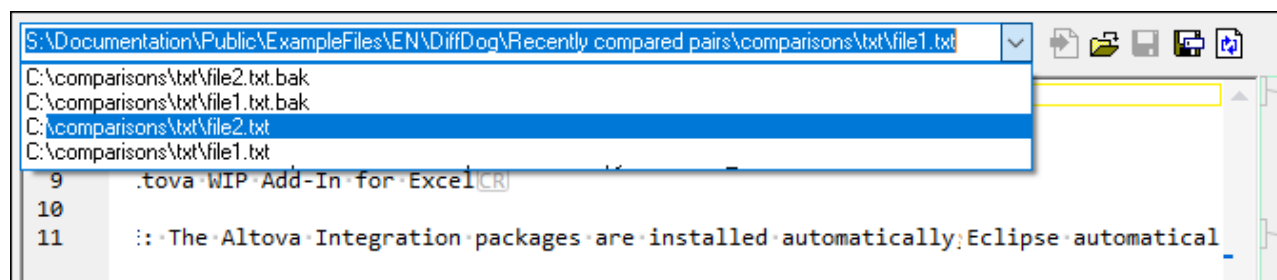 S:\Documentation\Public\ExampleFiles\EN\DiffDog\Recently compared pairs\comparisons\txt\file1.txt
C:\comparisons\txt\file2.txt.bak
C:\comparisons\txt\file1.txt.bak
C:\comparisons\txt\file2.txt
C:\comparisons\txt\file1.txt
9 .tova·WIP·Add-In·for·Excel CR
10
11 :·The·Altova·Integration·packages·are·installed·automatically;Eclipse·automatical